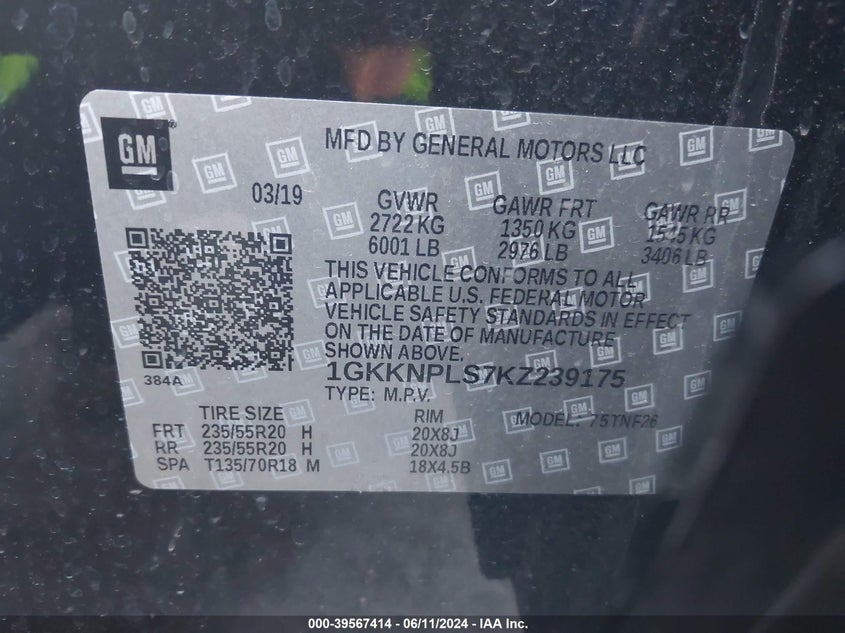 GM ®
MFD BY GENERAL MOTORS LLC
03/19
GVWR GAWR FRT GAWR RR
2722 KG 1350 KG 1545 KG
6001 LB 2976 LB 3406 LB
THIS VEHICLE CONFORMS TO ALL
APPLICABLE U.S. FEDERAL MOTOR
VEHICLE SAFETY STANDARDS IN EFFECT
ON THE DATE OF MANUFACTURE
SHOWN ABOVE.
384A
1GKKNPLS7KZ239175
TYPE: M.P.V. MODEL: 75TNF26
TIRE SIZE RIM
FRT 235/55R20 H 20X8J
RR 235/55R20 H 20X8J
SPA T135/70R18 M 18X4.5B
000-39567414 - 06/11/2024 - IAA Inc.